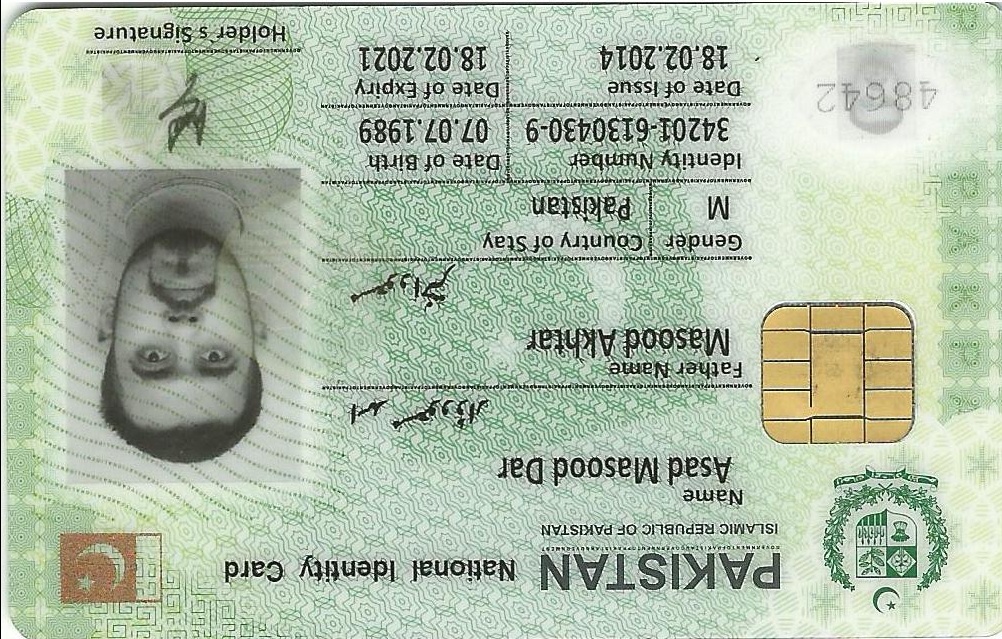 PAKISTAN National Identity Card
ISLAMIC REPUBLIC OF PAKISTAN
Name
Asad Masood Dar
اسد مسعود ڈار
Father Name
Masood Akhtar
مسعود اختر
Gender Country of Stay
M Pakistan
Identity Number Date of Birth
34201-6130430-9 07.07.1989
Date of Issue Date of Expiry
18.02.2014 18.02.2021
48642
Holder's Signature